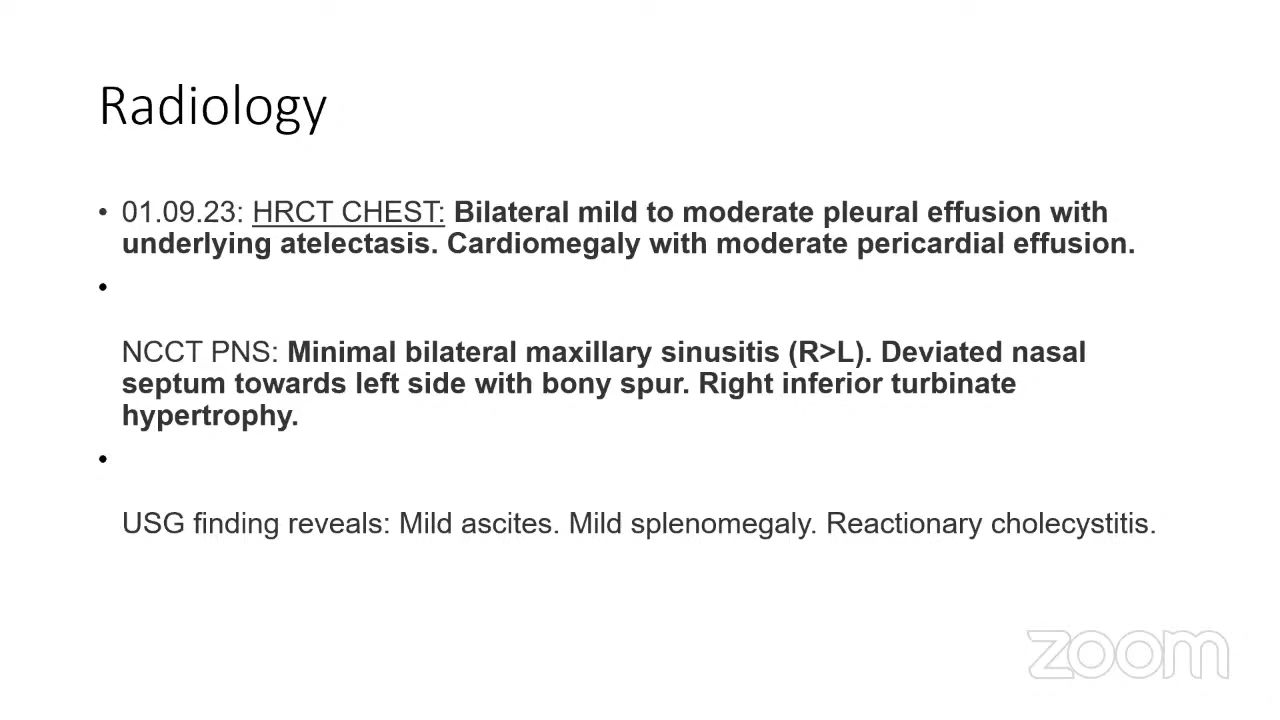 Radiology
• 01.09.23: HRCT CHEST: Bilateral mild to moderate pleural effusion with
underlying atelectasis. Cardiomegaly with moderate pericardial effusion.
•
NCCT PNS: Minimal bilateral maxillary sinusitis (R>L). Deviated nasal
septum towards left side with bony spur. Right inferior turbinate
hypertrophy.
•
USG finding reveals: Mild ascites. Mild splenomegaly. Reactionary cholecystitis.
zoom